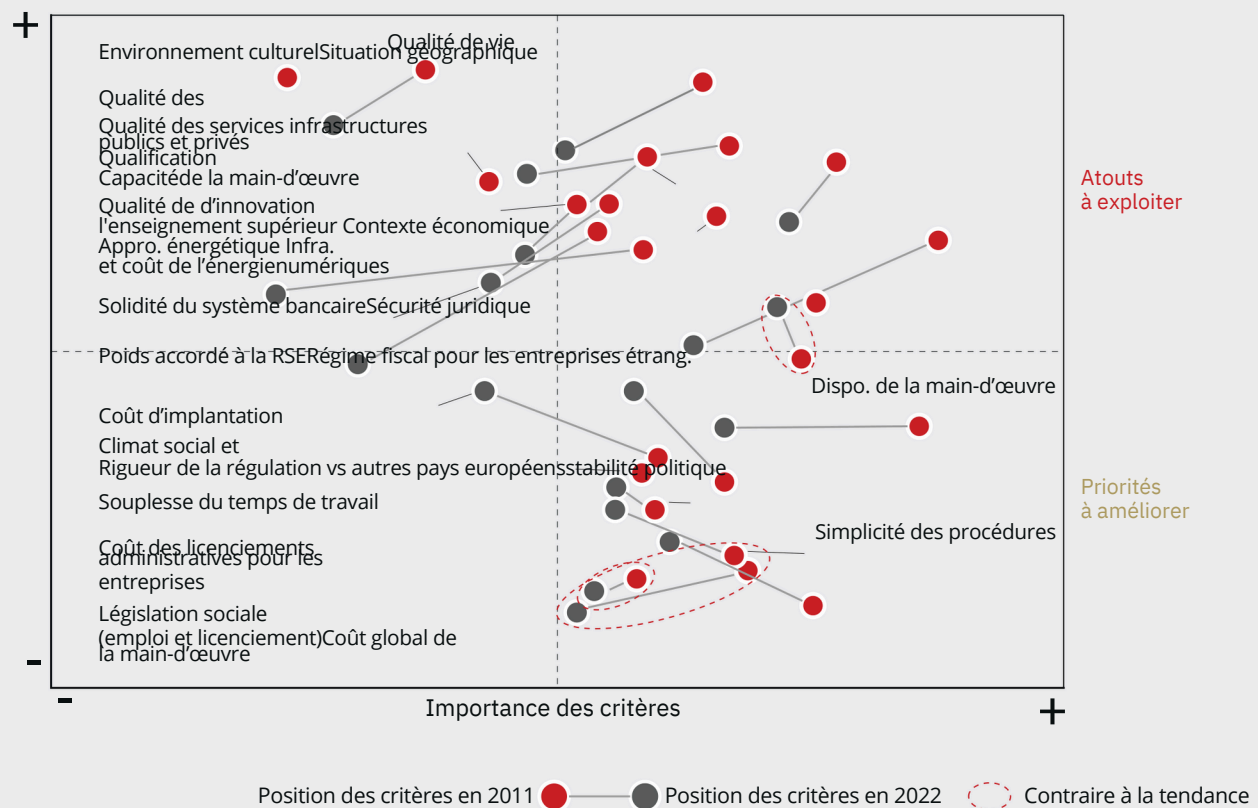 +
Qualité de vie
Environnement culturelSituation géographique
Qualité des
Qualité des services infrastructures
publics et privés
Qualification
Capacitéde la main-d’œuvre
Qualité de d’innovation
l'enseignement supérieur Contexte économique
Appro. énergétique Infra.
et coût de l’énergienumériques
Solidité du système bancaireSécurité juridique
Poids accordé à la RSERégime fiscal pour les entreprises étrang.
Atouts
à exploiter
Dispo. de la main-d’œuvre
Coût d’implantation
Climat social et
Rigueur de la régulation vs autres pays européensstabilité politique
Souplesse du temps de travail
Priorités
à améliorer
Simplicité des procédures
Coût des licenciements
administratives pour les
entreprises
Législation sociale
(emploi et licenciement)Coût global de
la main-d’œuvre
-
-
Importance des critères
+
Position des critères en 2011
Position des critères en 2022
Contraire à la tendance